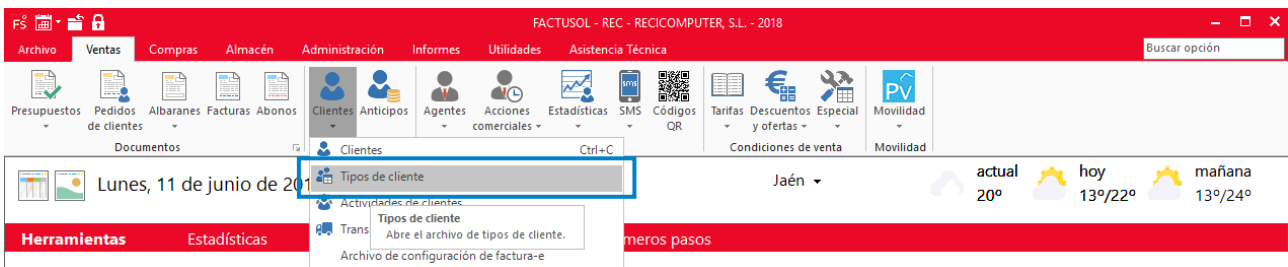 FS
FACTUSOL - REC - RECICOMPUTER, S.L. - 2018
Archivo Ventas Compras Almacén Administración Informes Utilidades Asistencia Técnica Buscar opción
Presupuestos Pedidos de clientes Albaranes Facturas Abonos Clientes Anticipos Agentes Acciones comerciales Estadísticas SMS Códigos QR Tarifas Descuentos y ofertas Especial Movilidad
sms
PV
Documentos Condiciones de venta Movilidad
Clientes Ctrl+C
Lunes, 11 de junio de 201
Tipos de cliente
Jaén
actual hoy mañana
20º 13º/22º 13º/24º
Actividades de clientes
Tipos de cliente
Trans
Abre el archivo de tipos de cliente.
Herramientas Estadísticas meros pasos
Archivo de configuración de factura-e